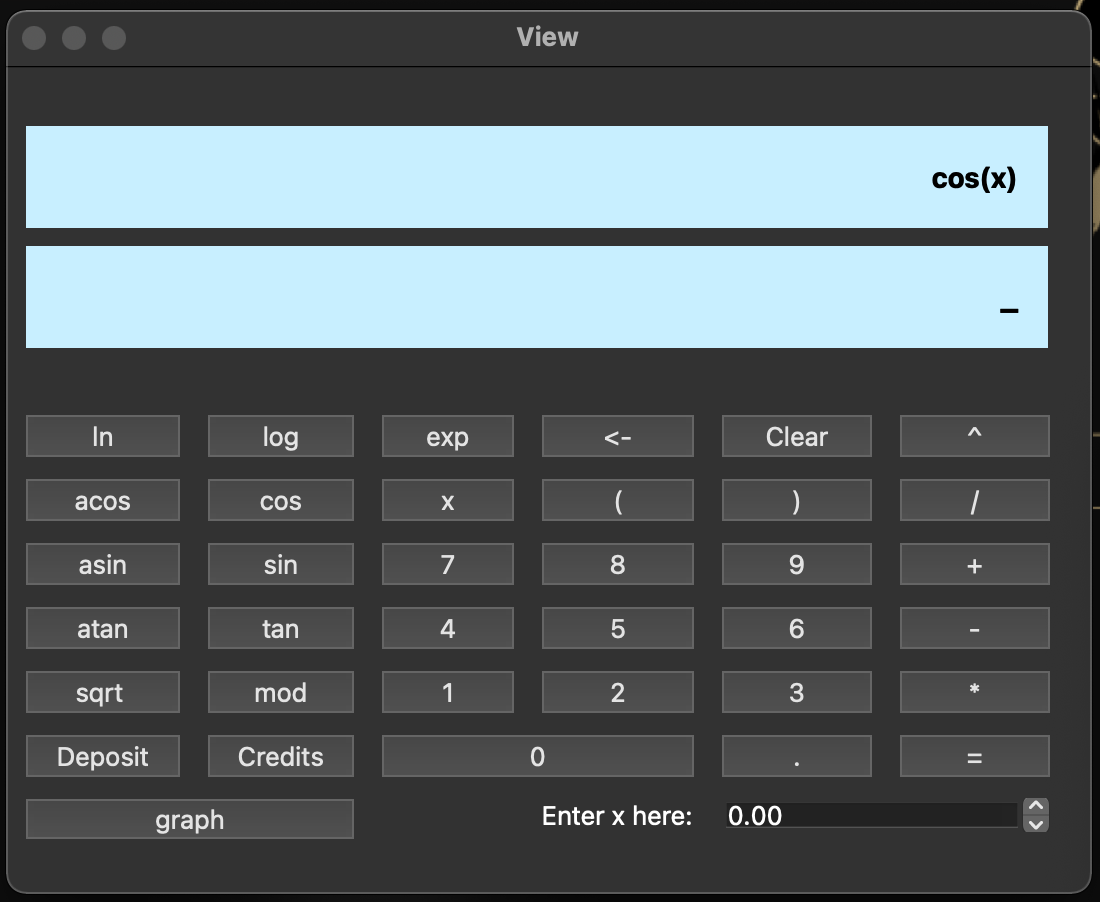 View
cos(x)
_
ln log exp <- Clear ^
acos cos x ( ) /
asin sin 7 8 9 +
atan tan 4 5 6 -
sqrt mod 1 2 3 *
Deposit Credits 0 . =
graph Enter x here: 0.00